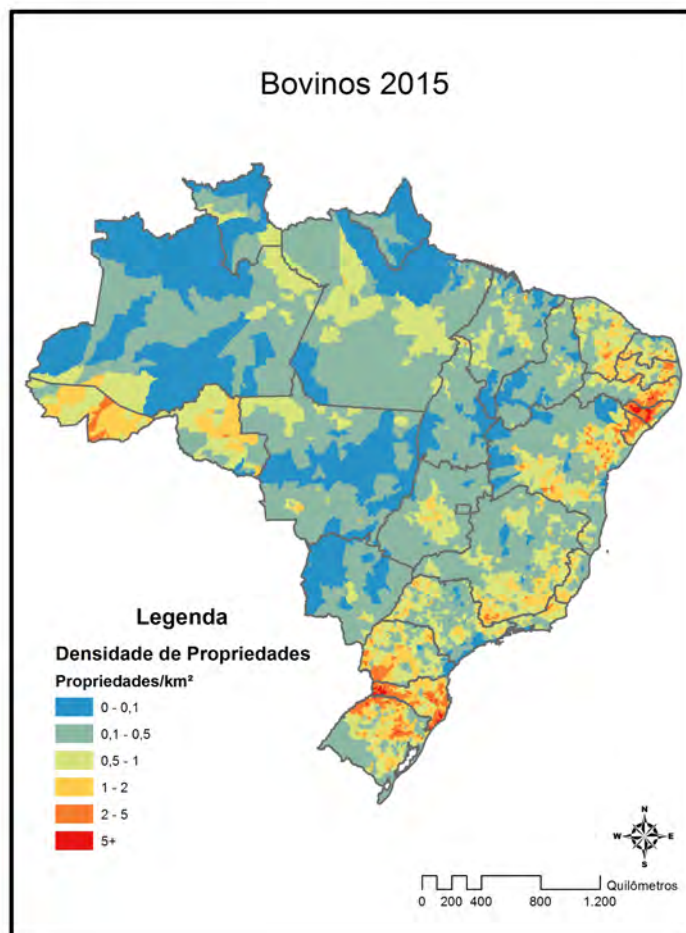 Bovinos 2015
Legenda
Densidade de Propriedades
Propriedades/km²
0 - 0,1
0,1 - 0,5
0,5 - 1
1 - 2
2 - 5
5+
N
W E
S
Quilômetros
0 200 400 800 1.200